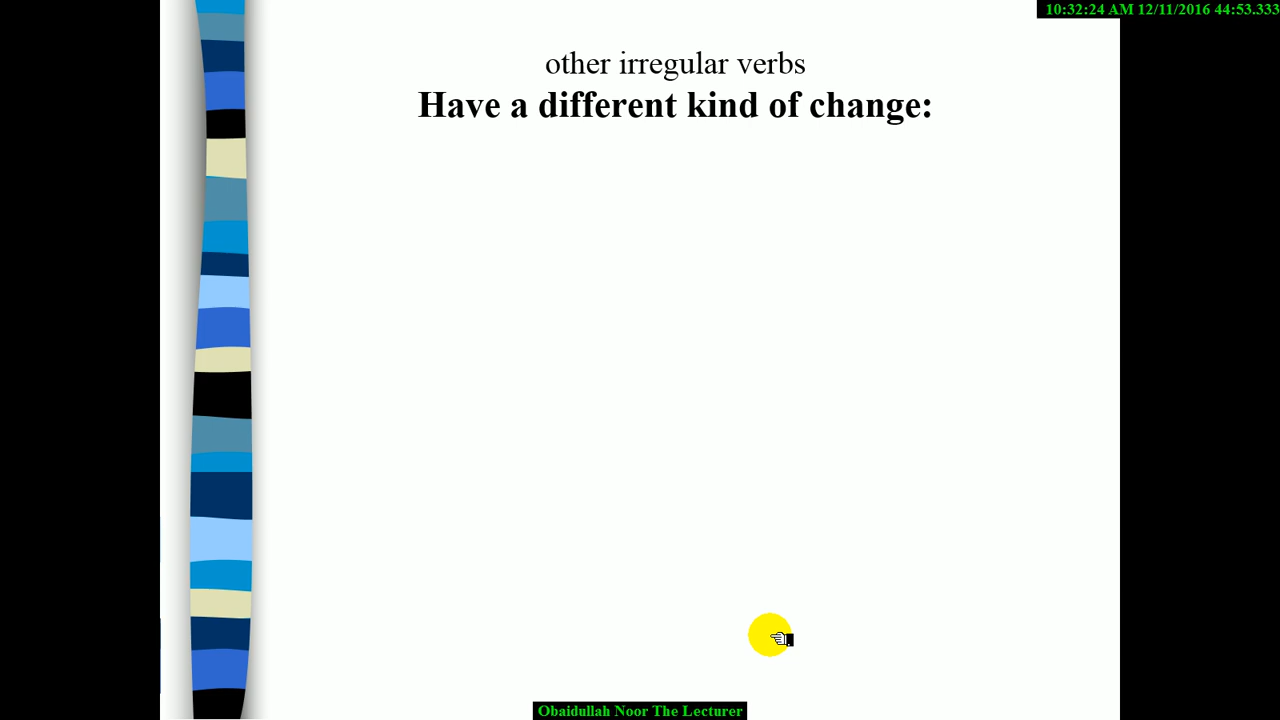 10:32:24 AM 12/11/2016 44:53.333
other irregular verbs
Have a different kind of change:
Obaidullah Noor The Lecturer